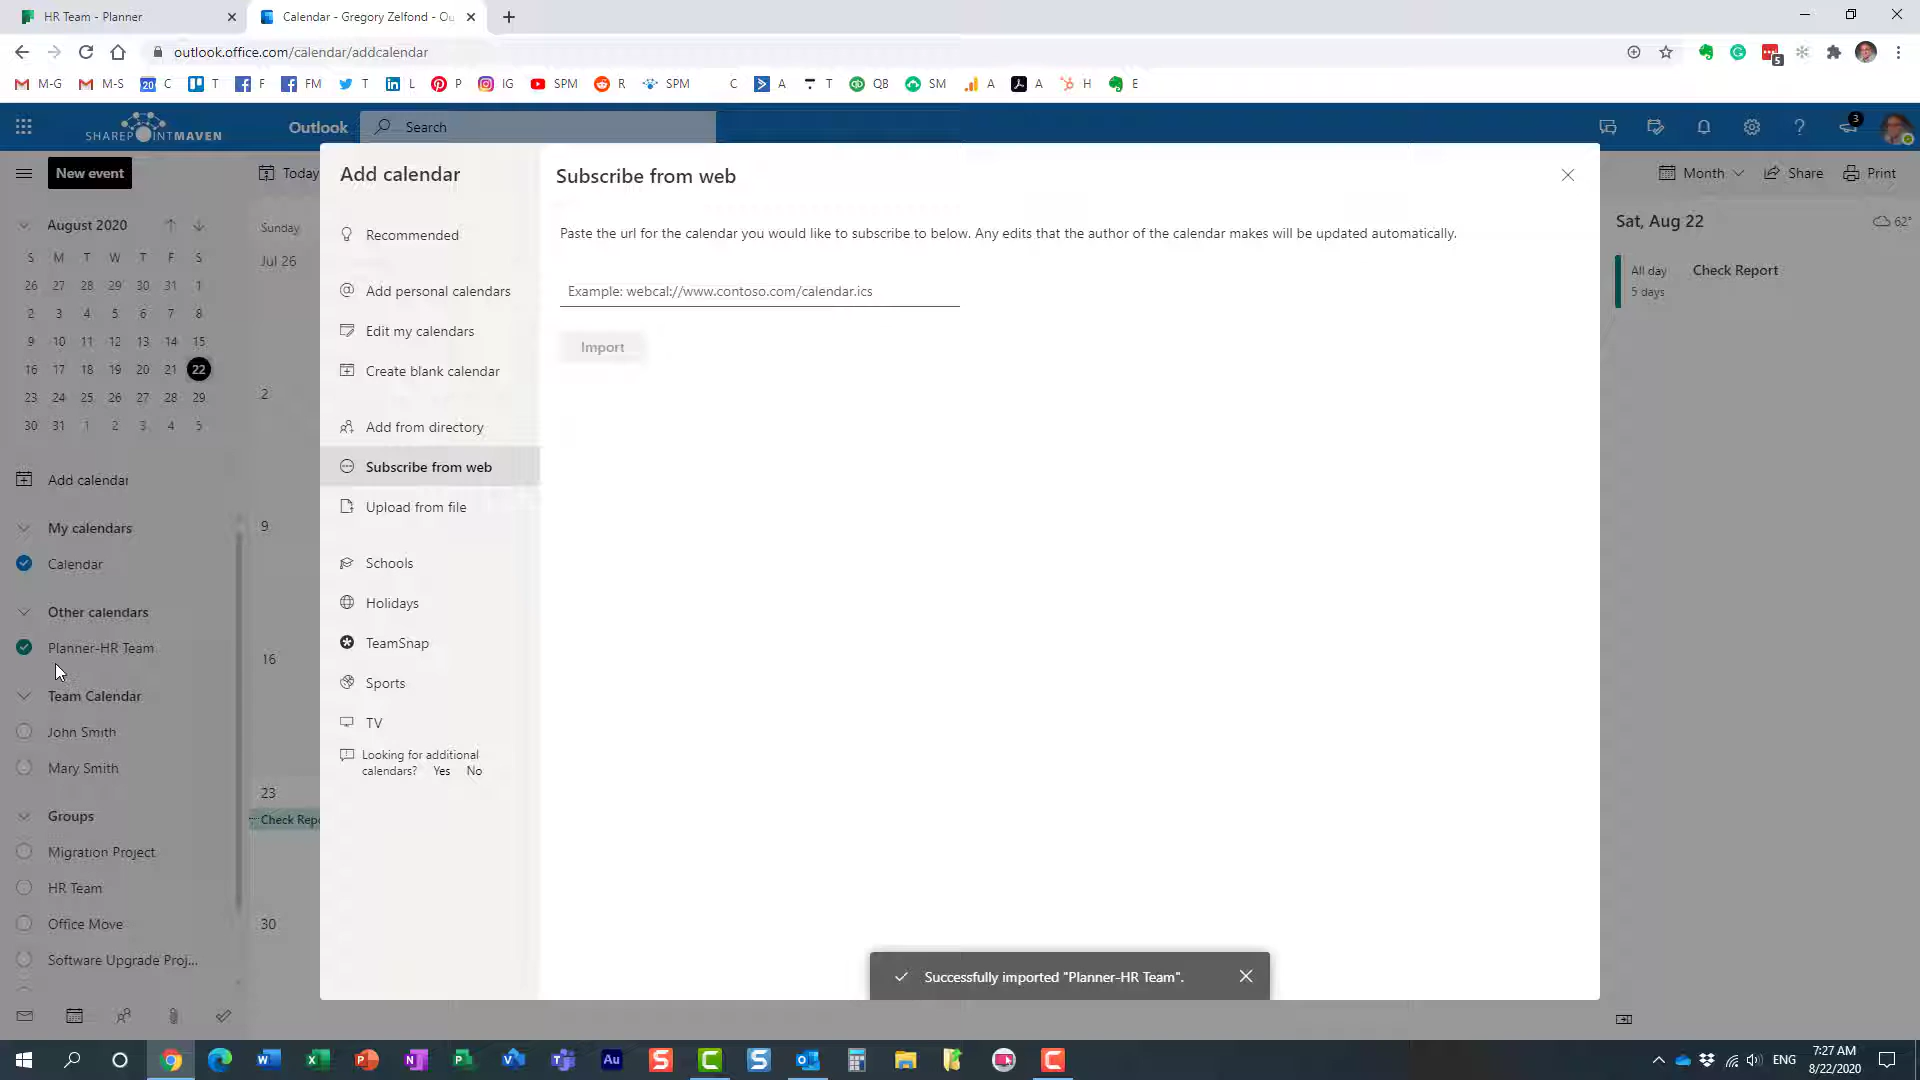 HR Team - Planner
Calendar - Gregory Zelfond - Ou
outlook.office.com/calendar/addcalendar
M-G M-S 20 C T F FM T L P IG SPM R SPM C A T QB SM A A H E
5
SHAREPOINTMAVEN
Outlook
Search
3
New event
Today
Month
Share
Print
August 2020
S M T W T F S
26 27 28 29 30 31 1
2 3 4 5 6 7 8
9 10 11 12 13 14 15
16 17 18 19 20 21 22
23 24 25 26 27 28 29
30 31 1 2 3 4 5
Add calendar
My calendars
Calendar
Other calendars
Planner-HR Team
Team Calendar
John Smith
Mary Smith
Groups
Migration Project
HR Team
Office Move
Software Upgrade Proj...
Sunday
Jul 26
2
9
16
23
Check Repo
30
Add calendar
Recommended
Add personal calendars
Edit my calendars
Create blank calendar
Add from directory
Subscribe from web
Upload from file
Schools
Holidays
TeamSnap
Sports
TV
Looking for additional
calendars? Yes No
Subscribe from web
Paste the url for the calendar you would like to subscribe to below. Any edits that the author of the calendar makes will be updated automatically.
Example: webcal://www.contoso.com/calendar.ics
Import
Successfully imported "Planner-HR Team".
Sat, Aug 22
62°
All day
Check Report
5 days
Au
ENG
7:27 AM
8/22/2020